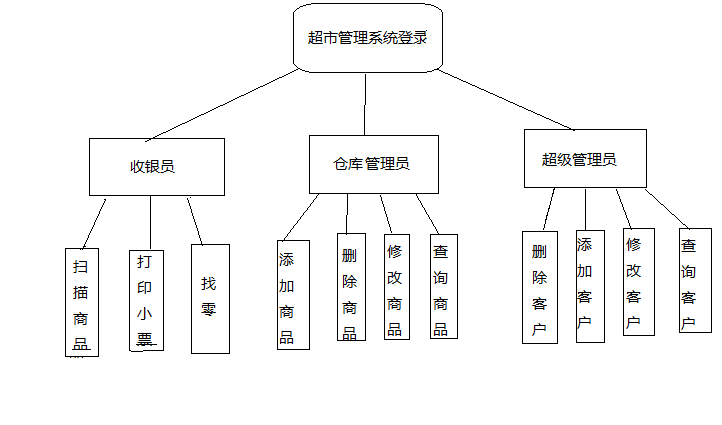 超市管理系统登录
收银员
仓库管理员
超级管理员
扫描商品
打印小票
找零
添加商品
删除商品
修改商品
查询商品
删除客户
添加客户
修改客户
查询客户